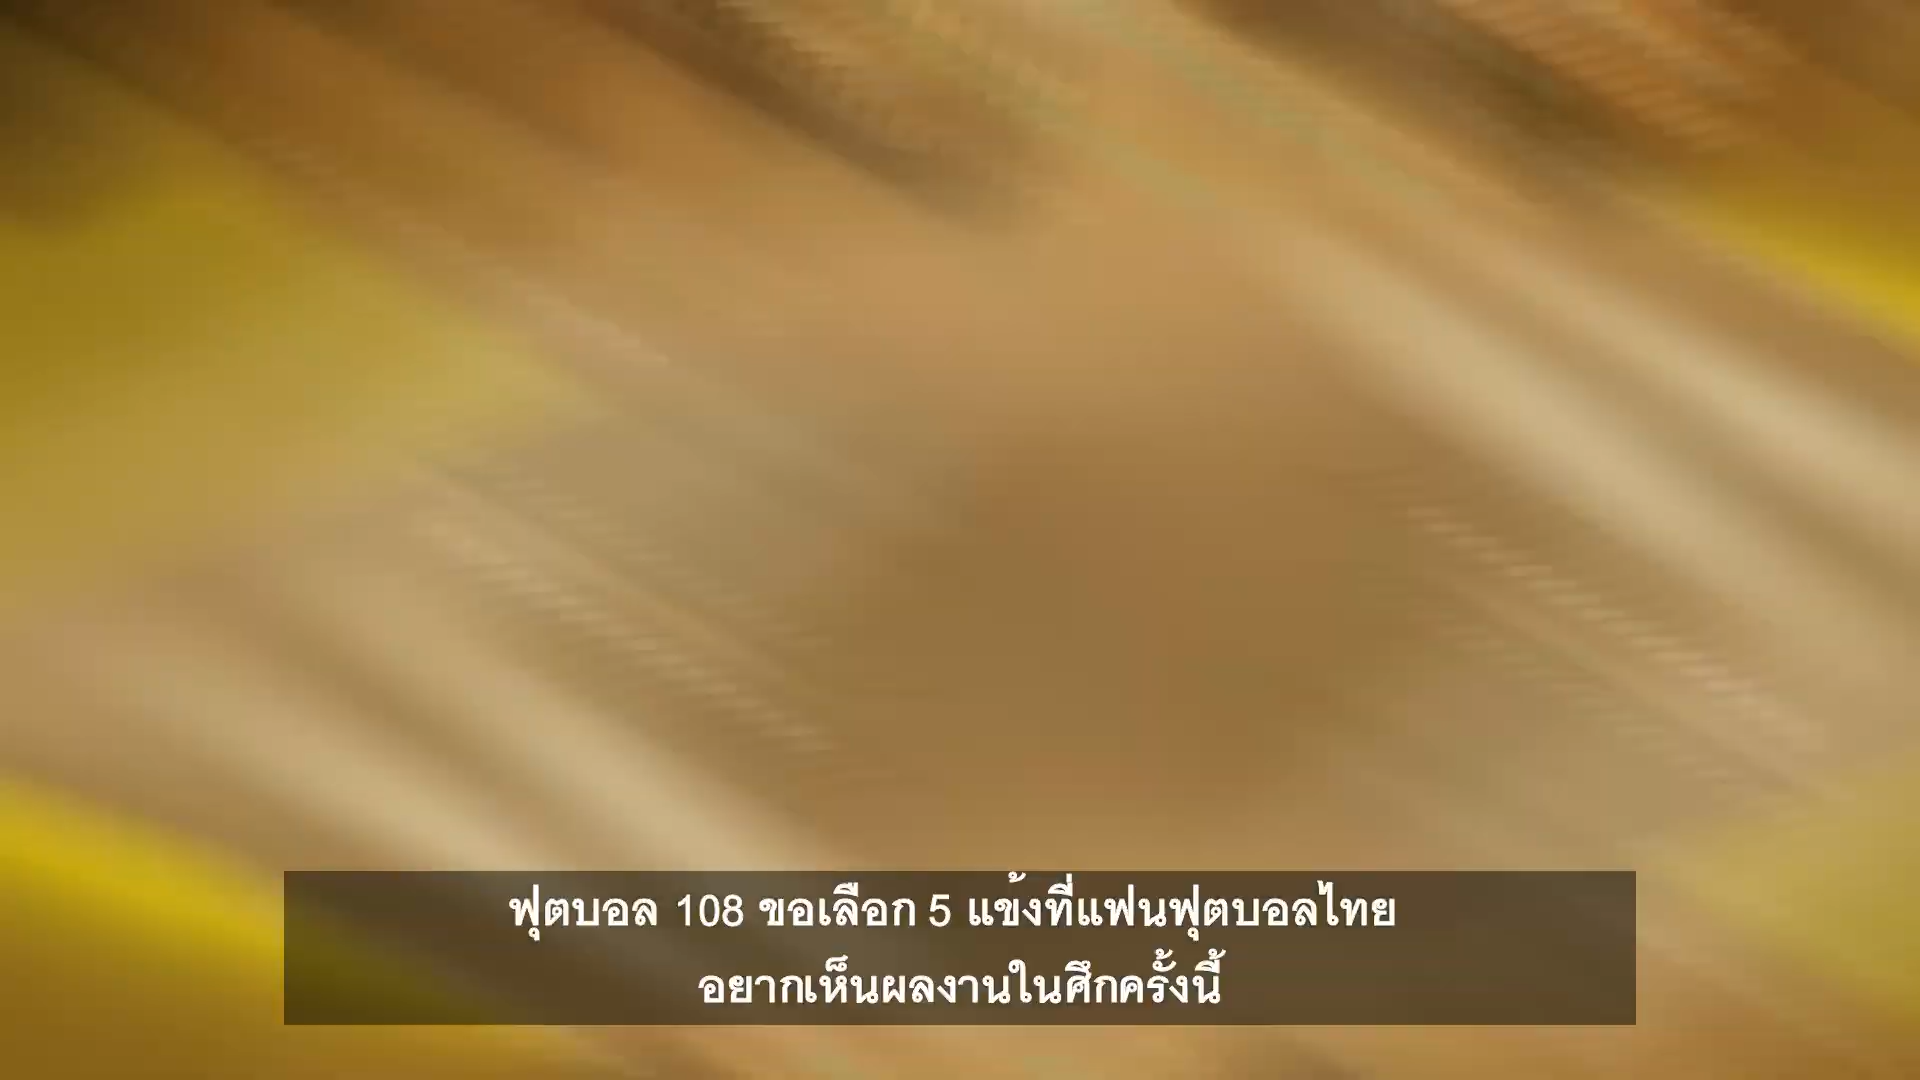 ฟุตบอล 108 ขอเลือก 5 แข้งที่แฟนฟุตบอลไทย
อยากเห็นผลงานในศึกครั้งนี้